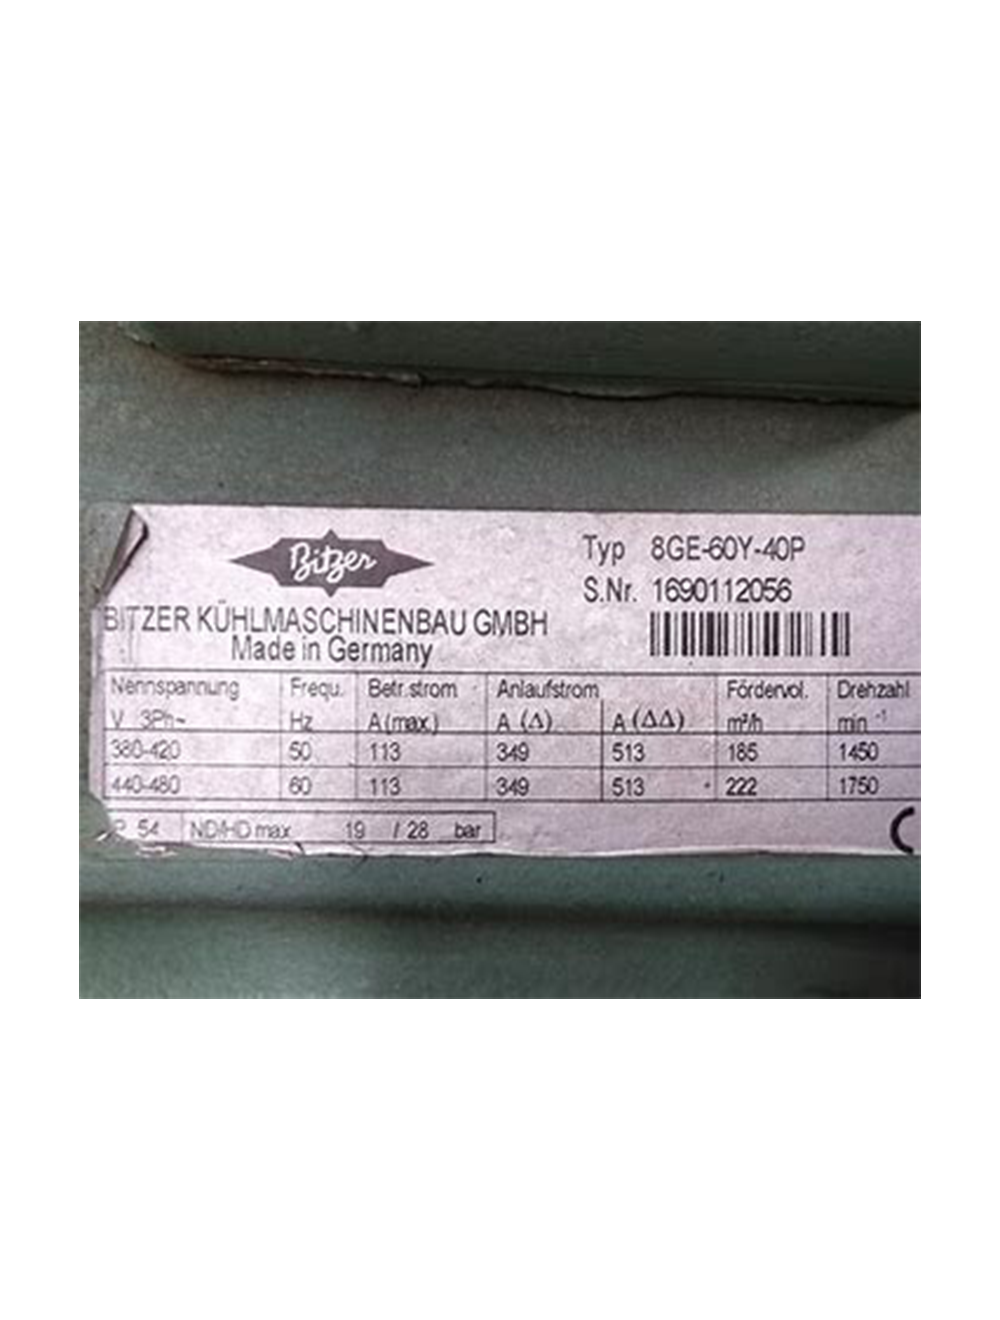 Bitzer
Typ 8GE-60Y-40P
S.Nr. 1690112056
BITZER KÜHLMASCHINENBAU GMBH
Made in Germany
Nennspannung Frequ. Betr.strom Anlaufstrom Fördervol. Drehzahl
V 3Ph~ Hz A (max.) A (Δ) A (ΔΔ) m³/h min⁻¹
380-420 50 113 349 513 185 1450
440-480 60 113 349 513 222 1750
P 54 ND/HD max 19 / 28 bar